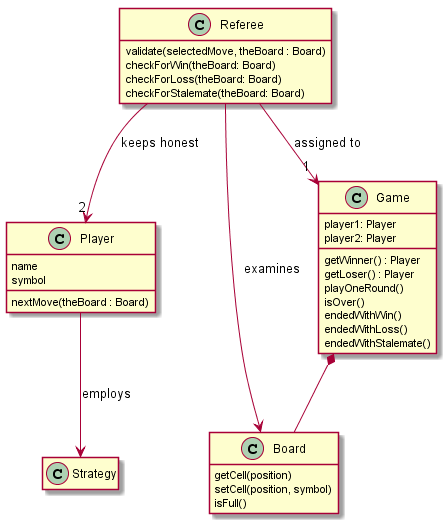 C Referee
validate(selectedMove, theBoard : Board)
checkForWin(theBoard: Board)
checkForLoss(theBoard: Board)
checkForStalemate(theBoard: Board)
keeps honest
assigned to
2
1
C Player
name
symbol
nextMove(theBoard : Board)
C Game
player1: Player
player2: Player
getWinner() : Player
getLoser() : Player
playOneRound()
isOver()
endedWithWin()
endedWithLoss()
endedWithStalemate()
examines
employs
C Strategy
C Board
getCell(position)
setCell(position, symbol)
isFull()